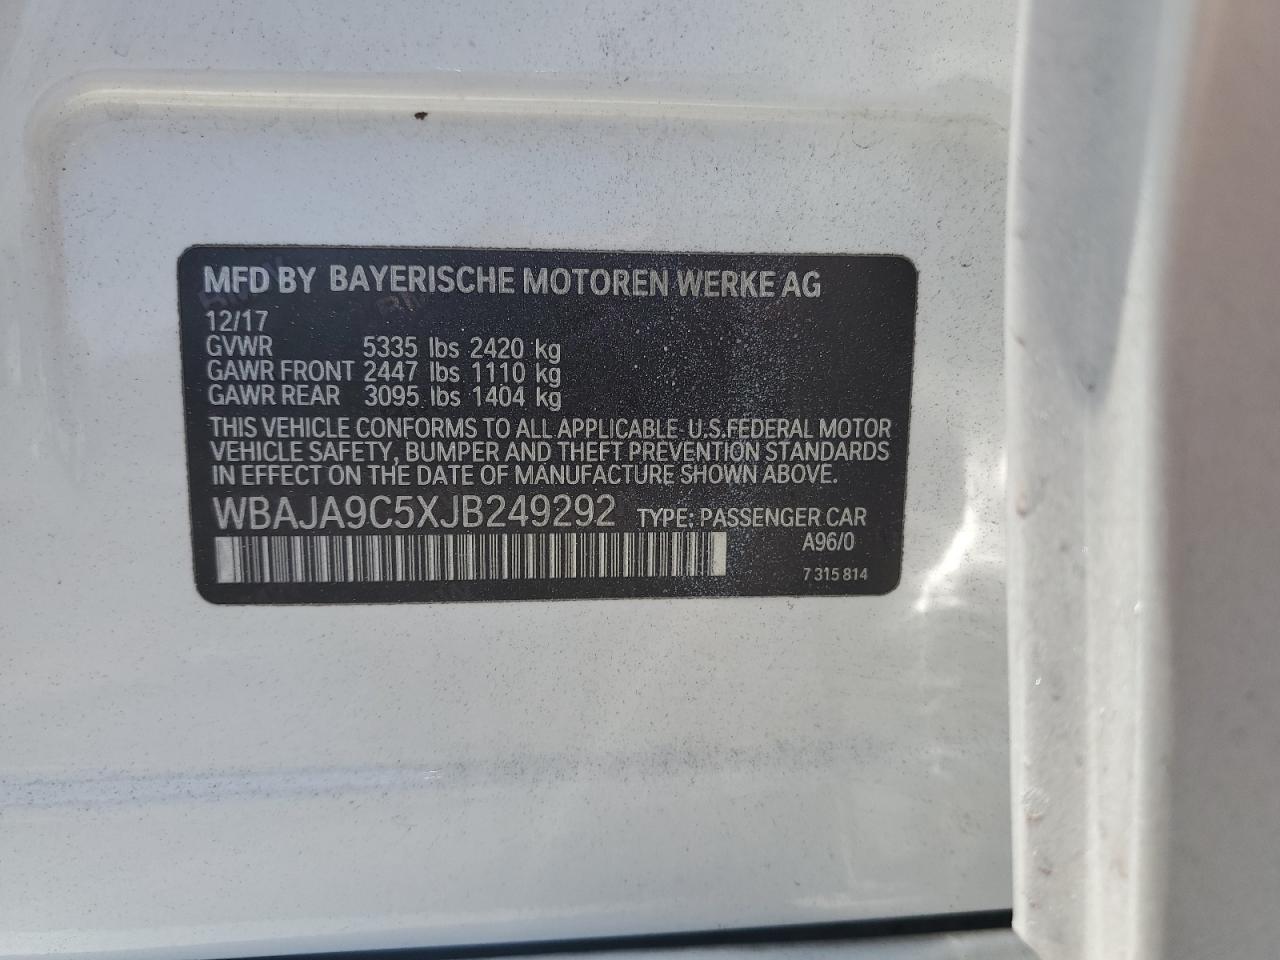 MFD BY BAYERISCHE MOTOREN WERKE AG
12/17
GVWR 5335 lbs 2420 kg
GAWR FRONT 2447 lbs 1110 kg
GAWR REAR 3095 lbs 1404 kg
THIS VEHICLE CONFORMS TO ALL APPLICABLE U.S.FEDERAL MOTOR
VEHICLE SAFETY, BUMPER AND THEFT PREVENTION STANDARDS
IN EFFECT ON THE DATE OF MANUFACTURE SHOWN ABOVE.
WBAJA9C5XJB249292 TYPE: PASSENGER CAR
A96/0
7 315 814